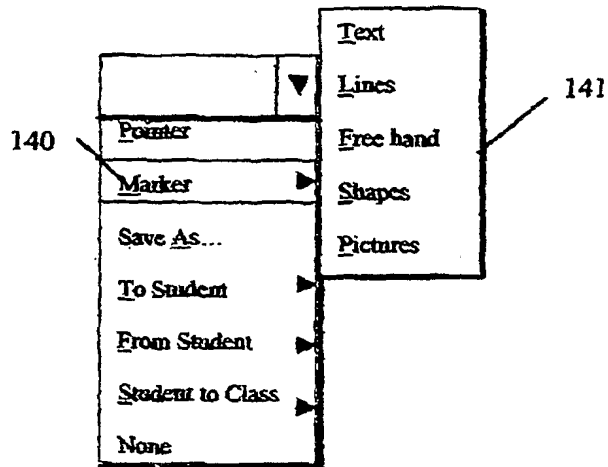 Text
Lines
Free hand
Shapes
Pictures
141
140
Pointer
Marker
Save As...
To Student
From Student
Student to Class
None